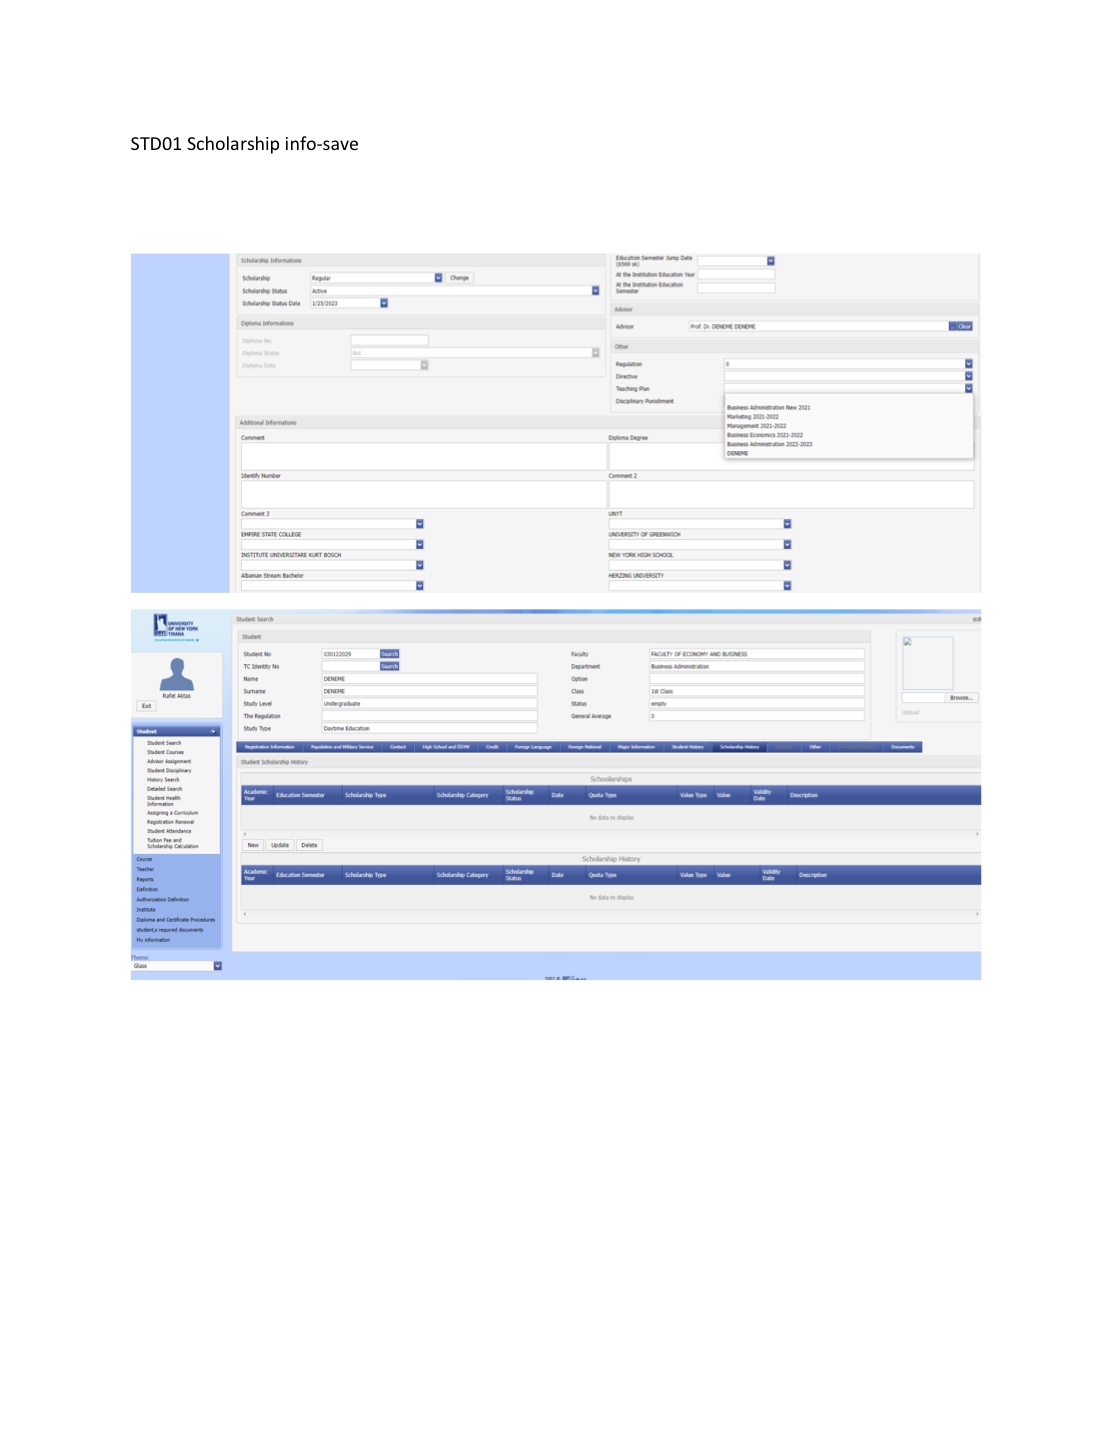 STD01 Scholarship info-save
Scholarship Informations
Scholarship Regular Change
Scholarship Status Active
Scholarship Status Date 1/25/2023
Diploma Informations
Diploma No.
Diploma Status Not
Diploma Date
Education Semester Jump Date
At the Institution Education Year
At the Institution Education
Semester
Advisor
Advisor Prof. Dr. DENEME DENEME ... Clear
Other
Regulation 0
Directive
Teaching Plan
Disciplinary Punishment
Business Administration New 2021
Marketing 2021-2022
Management 2021-2022
Business Economics 2021-2022
Business Administration 2022-2023
DENEME
Additional Informations
Comment Diploma Degree
Identify Number Comment 2
Comment 3 UNYT
EMPIRE STATE COLLEGE UNIVERSITY OF GREENWICH
INSTITUTE UNIVERSITARE KURT BOSCH NEW YORK HIGH SCHOOL
Albanian Stream Bachelor HERZING UNIVERSITY
UNIVERSITY
OF NEW YORK
TIRANA
Rafet Aktas
Exit
Student
Student Search
Student Courses
Advisor Assignment
Student Disciplinary
History Search
Detailed Search
Student Health
Information
Assigning a Curriculum
Registration Renewal
Student Attendance
Tuition Fee and
Scholarship Calculation
Course
Teacher
Reports
Definition
Authorization Definition
Institute
Diploma and Certificate Procedures
student,s required documents
My information
Theme:
Glass
Student Search
Student
Student No 030122029 Search Faculty FACULTY OF ECONOMY AND BUSINESS
TC Identity No Search Department Business Administration
Name DENEME Option
Surname DENEME Class 1st Class
Study Level Undergraduate Status empty
The Regulation General Average 0
Study Type Daytime Education
Browse...
Upload
Registration Information Population and Military Service Contact High School and ÖSYM Credit Foreign Language Foreign National Major Information Student History Scholarship History Other Documents
Student Scholarship History
Schoolarships
Academic Year Education Semester Scholarship Type Scholarship Category Scholarship Status Date Quota Type Value Type Value Validity Date Description
No data to display
New Update Delete
Scholarship History
Academic Year Education Semester Scholarship Type Scholarship Category Scholarship Status Date Quota Type Value Type Value Validity Date Description
No data to display